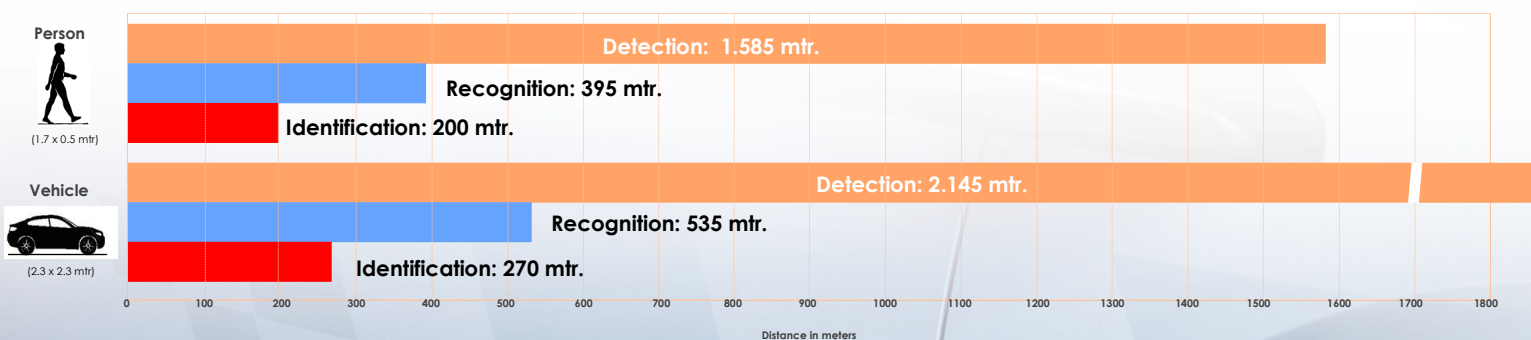 Person
Detection:  1.585 mtr.
Recognition: 395 mtr.
Identification: 200 mtr.
(1.7 x 0.5 mtr)
Vehicle
Detection: 2.145 mtr.
Recognition: 535 mtr.
Identification: 270 mtr.
(2.3 x 2.3 mtr)
0 100 200 300 400 500 600 700 800 900 1000 1100 1200 1300 1400 1500 1600 1700 1800
Distance in meters